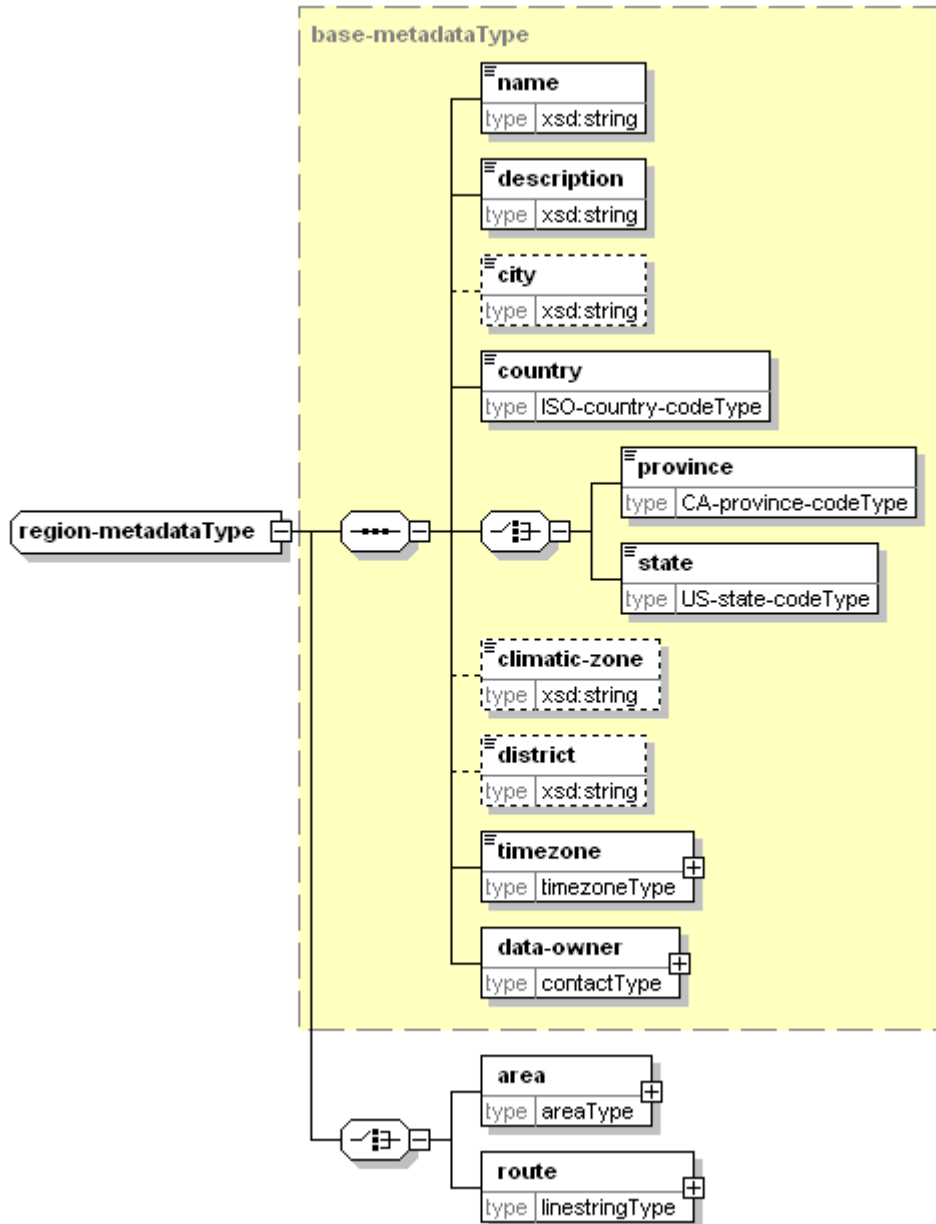 base-metadataType
name
type xsd:string
description
type xsd:string
city
type xsd:string
country
type ISO-country-codeType
province
type CA-province-codeType
region-metadataType
state
type US-state-codeType
climatic-zone
type xsd:string
district
type xsd:string
timezone
type timezoneType
data-owner
type contactType
area
type areaType
route
type linestringType